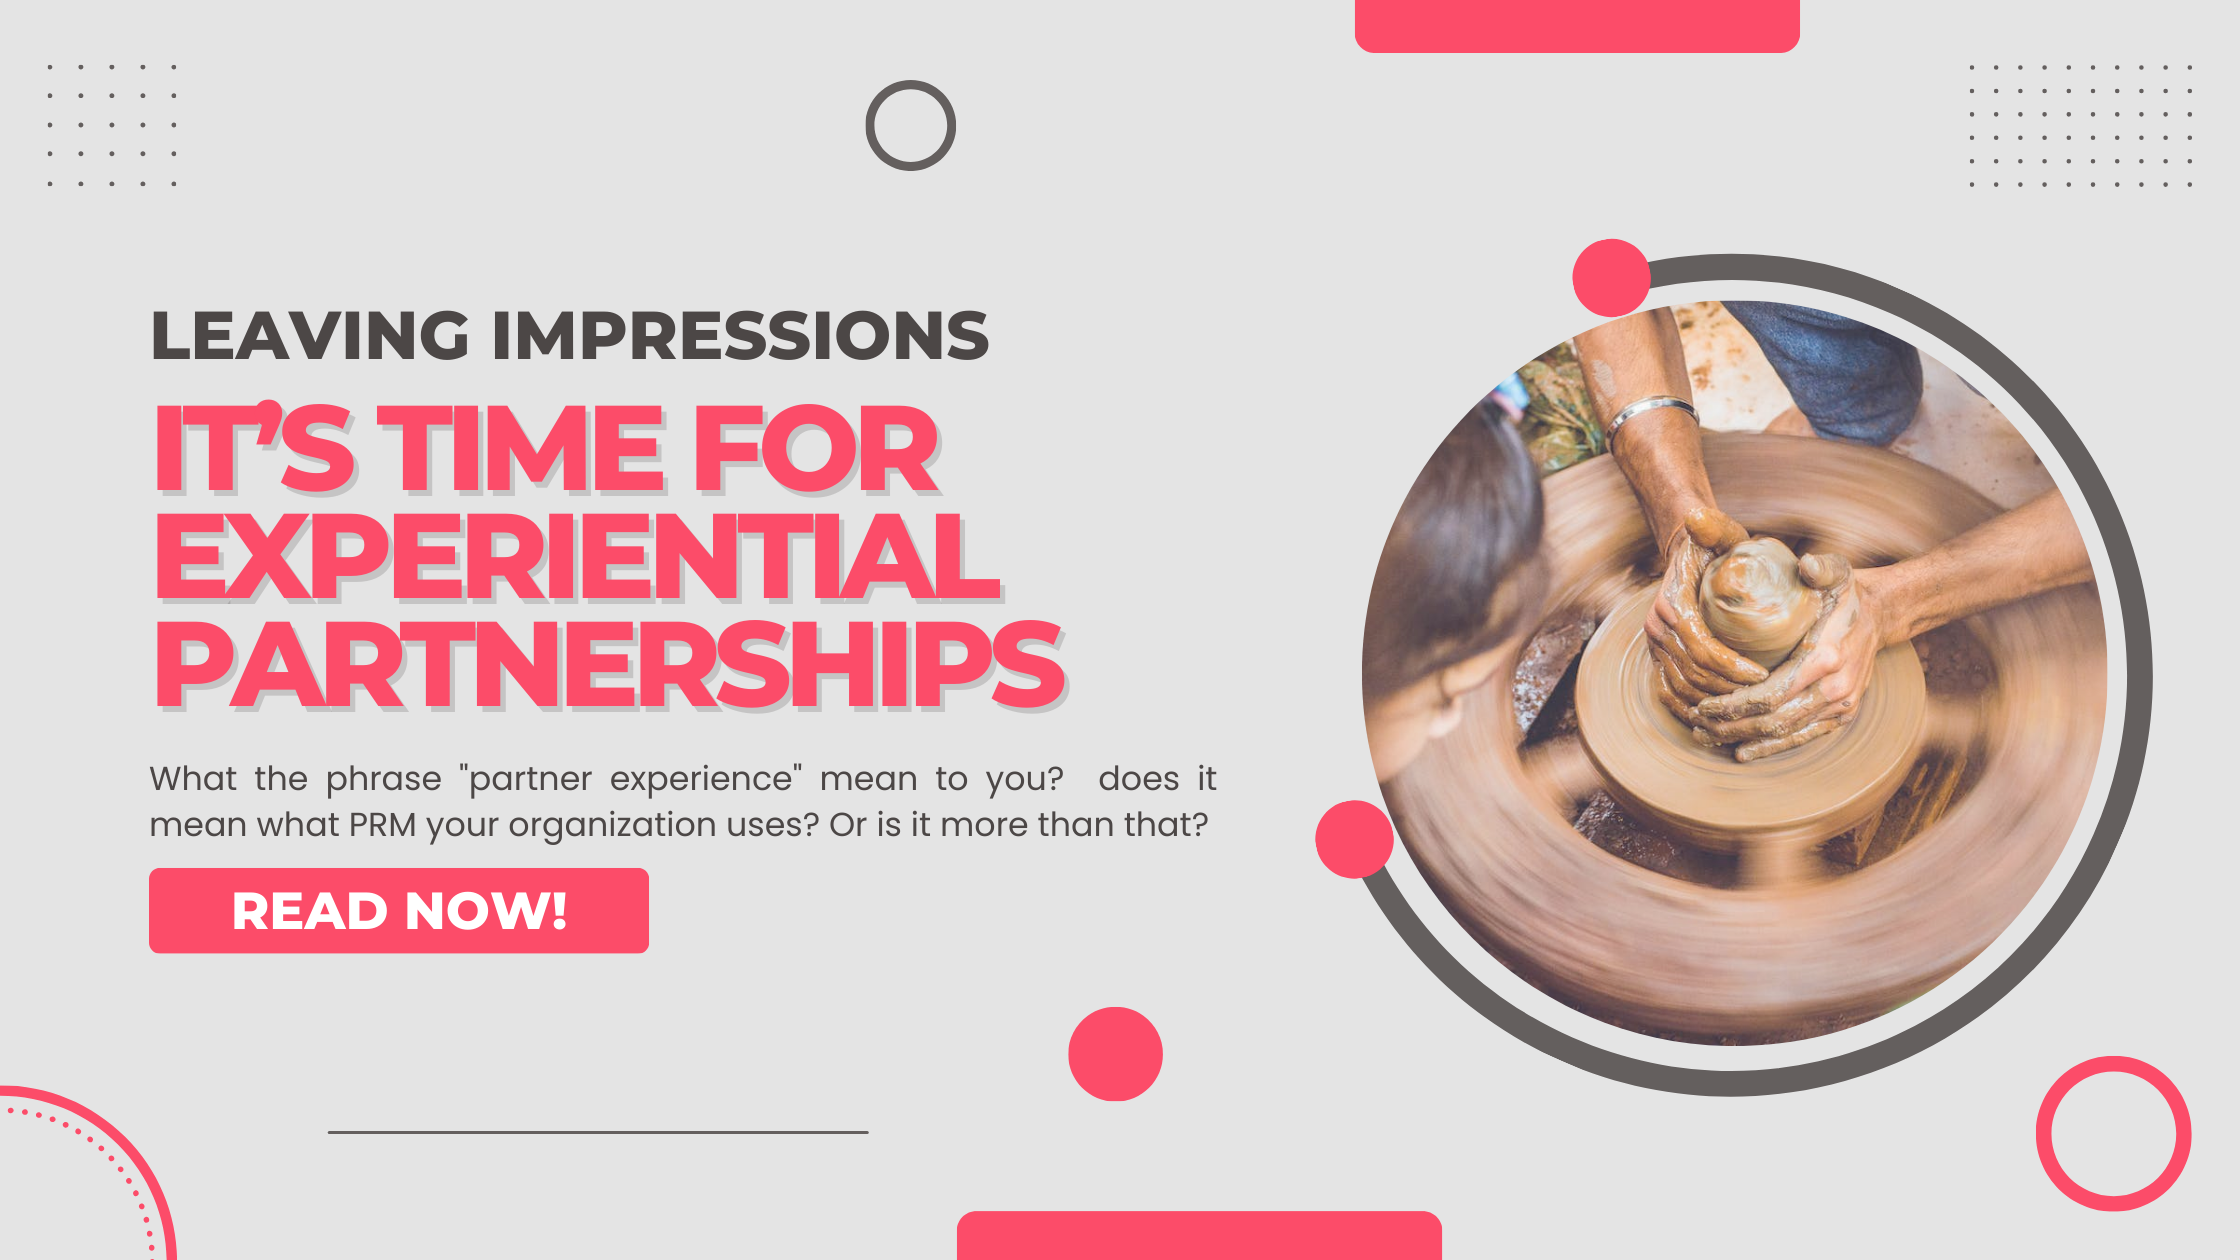 LEAVING IMPRESSIONS
IT'S TIME FOR
EXPERIENTIAL
PARTNERSHIPS
What the phrase "partner experience" mean to you?  does it
mean what PRM your organization uses? Or is it more than that?
READ NOW!